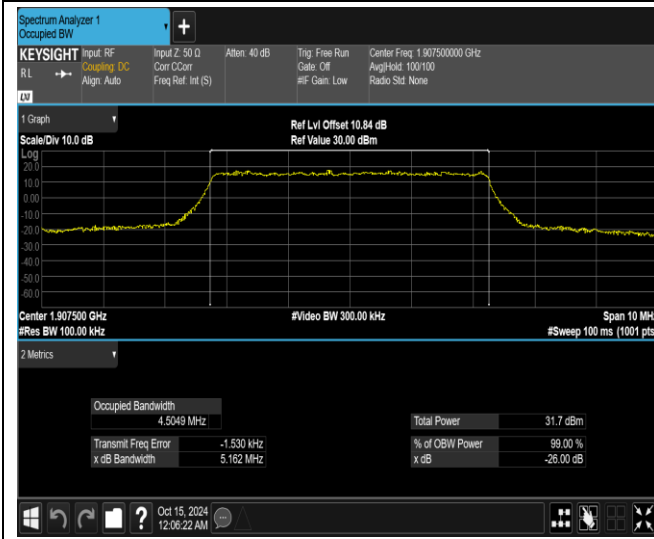 Spectrum Analyzer 1
Occupied BW
+
KEYSIGHT Input: RF Input Z: 50 Ω Atten: 40 dB Trig: Free Run Center Freq: 1.907500000 GHz
RL Coupling: DC Corr CCorr Gate: Off Avg|Hold: 100/100
Align: Auto Freq Ref: Int (S) #IF Gain: Low Radio Std: None
LXI
1 Graph
Ref Lvl Offset 10.84 dB
Scale/Div 10.0 dB Ref Value 30.00 dBm
Log
20.0
10.0
0.00
-10.0
-20.0
-30.0
-40.0
-50.0
-60.0
Center 1.907500 GHz #Video BW 300.00 kHz Span 10 MHz
#Res BW 100.00 kHz #Sweep 100 ms (1001 pts
2 Metrics
Occupied Bandwidth
4.5049 MHz Total Power 31.7 dBm
Transmit Freq Error -1.530 kHz % of OBW Power 99.00 %
x dB Bandwidth 5.162 MHz x dB -26.00 dB
? Oct 15, 2024
12:06:22 AM